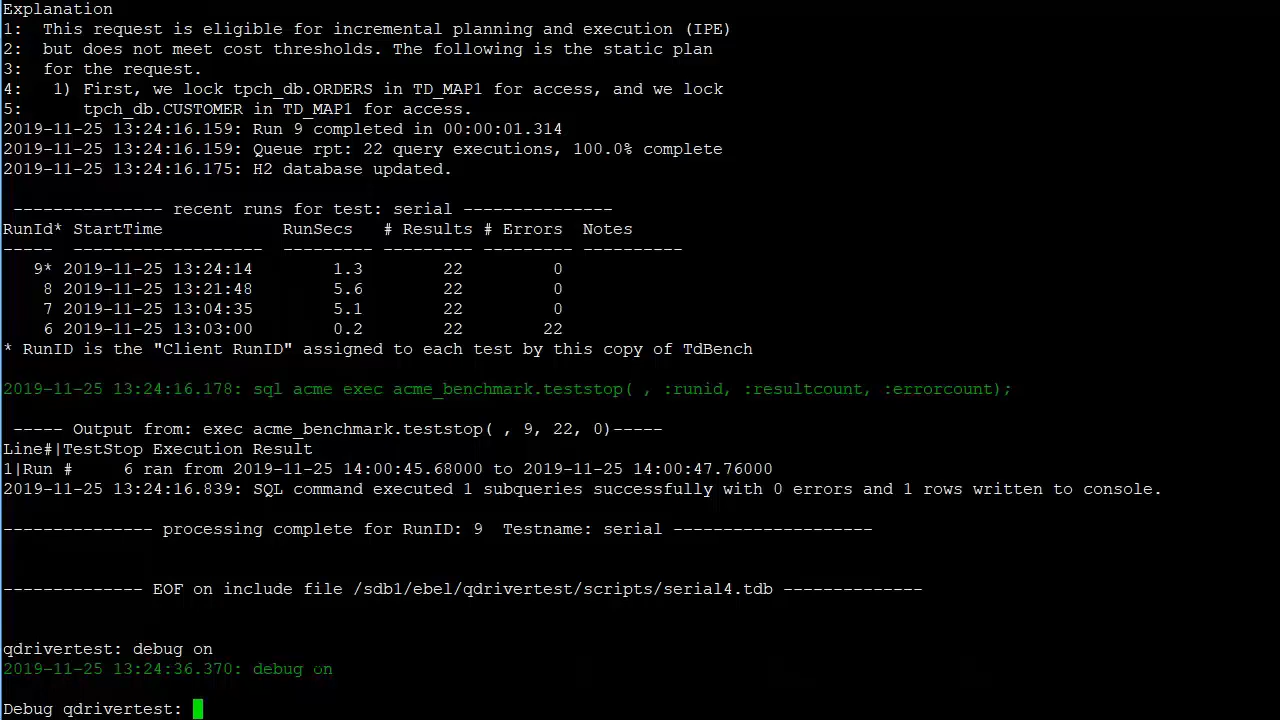 Explanation
1:  This request is eligible for incremental planning and execution (IPE)
2:  but does not meet cost thresholds. The following is the static plan
3:  for the request.
4:   1) First, we lock tpch_db.ORDERS in TD_MAP1 for access, and we lock
5:      tpch_db.CUSTOMER in TD_MAP1 for access.
2019-11-25 13:24:16.159: Run 9 completed in 00:00:01.314
2019-11-25 13:24:16.159: Queue rpt: 22 query executions, 100.0% complete
2019-11-25 13:24:16.175: H2 database updated.
--------------- recent runs for test: serial ---------------
RunId* StartTime            RunSecs   # Results # Errors  Notes
-----  -------------------  --------- --------- --------- ----------
   9* 2019-11-25 13:24:14        1.3        22         0
    8 2019-11-25 13:21:48        5.6        22         0
    7 2019-11-25 13:04:35        5.1        22         0
    6 2019-11-25 13:03:00        0.2        22        22
* RunID is the "Client RunID" assigned to each test by this copy of TdBench
2019-11-25 13:24:16.178: sql acme exec acme_benchmark.teststop( , :runid, :resultcount, :errorcount);
----- Output from: exec acme_benchmark.teststop( , 9, 22, 0)-----
Line#|TestStop Execution Result
1|Run #     6 ran from 2019-11-25 14:00:45.68000 to 2019-11-25 14:00:47.76000
2019-11-25 13:24:16.839: SQL command executed 1 subqueries successfully with 0 errors and 1 rows written to console.
--------------- processing complete for RunID: 9  Testname: serial --------------------
-------------- EOF on include file /sdb1/ebel/qdrivertest/scripts/serial4.tdb --------------
qdrivertest: debug on
2019-11-25 13:24:36.370: debug on
Debug qdrivertest: